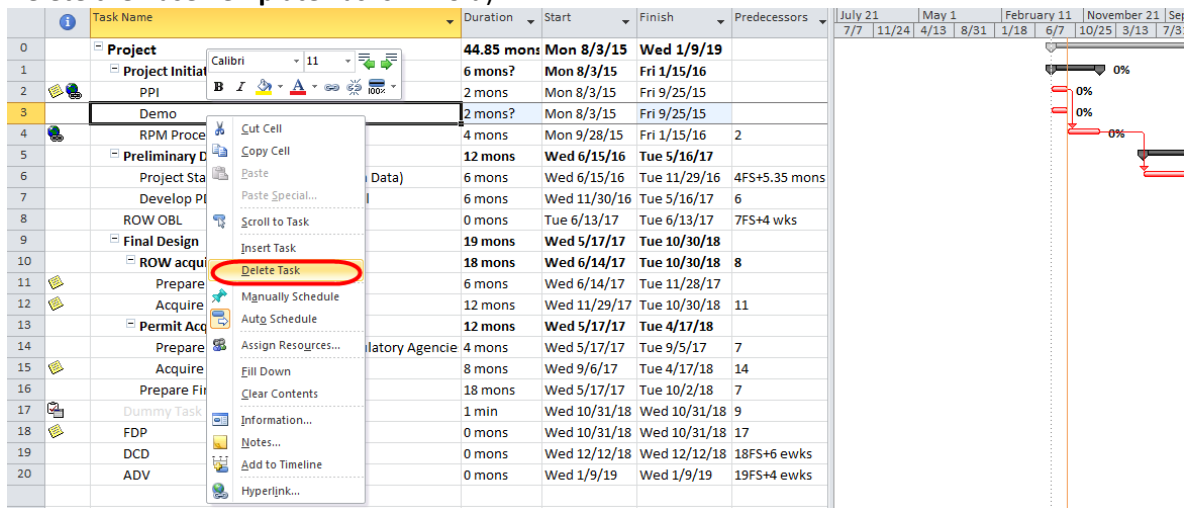 Task Name Duration Start Finish Predecessors
July 21 May 1 February 11 November 21 Sep
7/7 11/24 4/13 8/31 1/18 6/7 10/25 3/13 7/31
0 Project 44.85 mons Mon 8/3/15 Wed 1/9/19
1 Project Initiat 6 mons? Mon 8/3/15 Fri 1/15/16 0%
2 PPI 2 mons Mon 8/3/15 Fri 9/25/15 0%
3 Demo 2 mons? Mon 8/3/15 Fri 9/25/15 0%
4 RPM Proce 4 mons Mon 9/28/15 Fri 1/15/16 2 0%
5 Preliminary D 12 mons Wed 6/15/16 Tue 5/16/17
6 Project Sta Data) 6 mons Wed 6/15/16 Tue 11/29/16 4FS+5.35 mons
7 Develop Pl 6 mons Wed 11/30/16 Tue 5/16/17 6
8 ROW OBL 0 mons Tue 6/13/17 Tue 6/13/17 7FS+4 wks
9 Final Design 19 mons Wed 5/17/17 Tue 10/30/18
10 ROW acqui 18 mons Wed 6/14/17 Tue 10/30/18 8
11 Prepare 6 mons Wed 6/14/17 Tue 11/28/17
12 Acquire 12 mons Wed 11/29/17 Tue 10/30/18 11
13 Permit Acq 12 mons Wed 5/17/17 Tue 4/17/18
14 Prepare latory Agencie 4 mons Wed 5/17/17 Tue 9/5/17 7
15 Acquire 8 mons Wed 9/6/17 Tue 4/17/18 14
16 Prepare Fin 18 mons Wed 5/17/17 Tue 10/2/18 7
17 Dummy Task 1 min Wed 10/31/18 Wed 10/31/18 9
18 FDP 0 mons Wed 10/31/18 Wed 10/31/18 17
19 DCD 0 mons Wed 12/12/18 Wed 12/12/18 18FS+6 ewks
20 ADV 0 mons Wed 1/9/19 Wed 1/9/19 19FS+4 ewks
Calibri 11
B I A 100%
Cut Cell
Copy Cell
Paste
Paste Special...
Scroll to Task
Insert Task
Delete Task
Manually Schedule
Auto Schedule
Assign Resources...
Fill Down
Clear Contents
Information...
Notes...
Add to Timeline
Hyperlink...